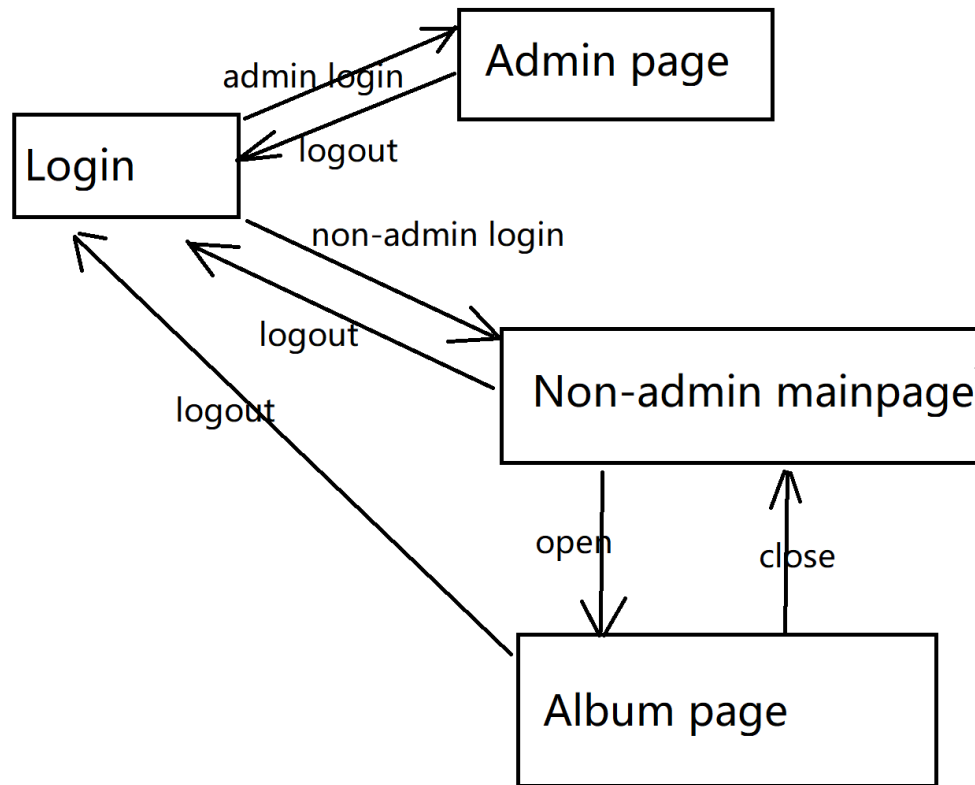 Admin page
admin login
logout
Login
non-admin login
logout
Non-admin mainpage
logout
open
close
Album page